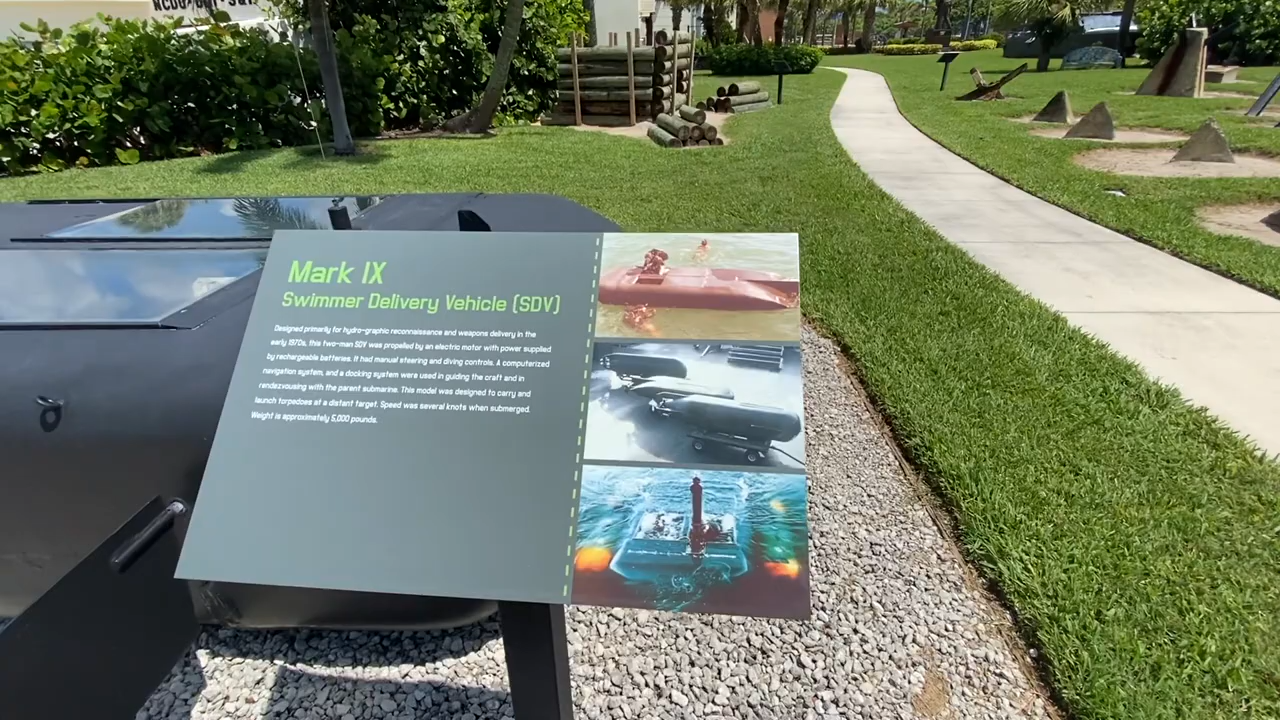 Mark IX
Swimmer Delivery Vehicle (SDV)
Designed primarily for hydro-graphic reconnaissance and weapons delivery in the
early 1970s, this two-man SDV was propelled by an electric motor with power supplied
by rechargeable batteries. It had manual steering and diving controls. A computerized
navigation system, and a docking system were used in guiding the craft and in
rendezvousing with the parent submarine. This model was designed to carry and
launch torpedoes at a distant target. Speed was several knots when submerged.
Weight is approximately 5,000 pounds.